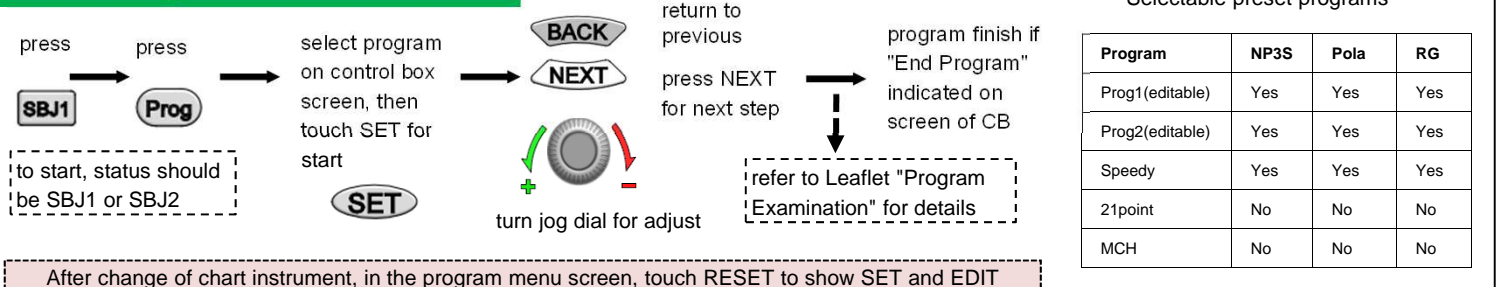 press
SBJ1
to start, status should
be SBJ1 or SBJ2
press
Prog
select program
on control box
screen, then
touch SET for
start
SET
BACK
return to
previous
NEXT
press NEXT
for next step
+
-
turn jog dial for adjust
program finish if
"End Program"
indicated on
screen of CB
refer to Leaflet "Program
Examination" for details
After change of chart instrument, in the program menu screen, touch RESET to show SET and EDIT
Selectable preset programs
Program NP3S Pola RG
Prog1(editable) Yes Yes Yes
Prog2(editable) Yes Yes Yes
Speedy Yes Yes Yes
21point No No No
MCH No No No